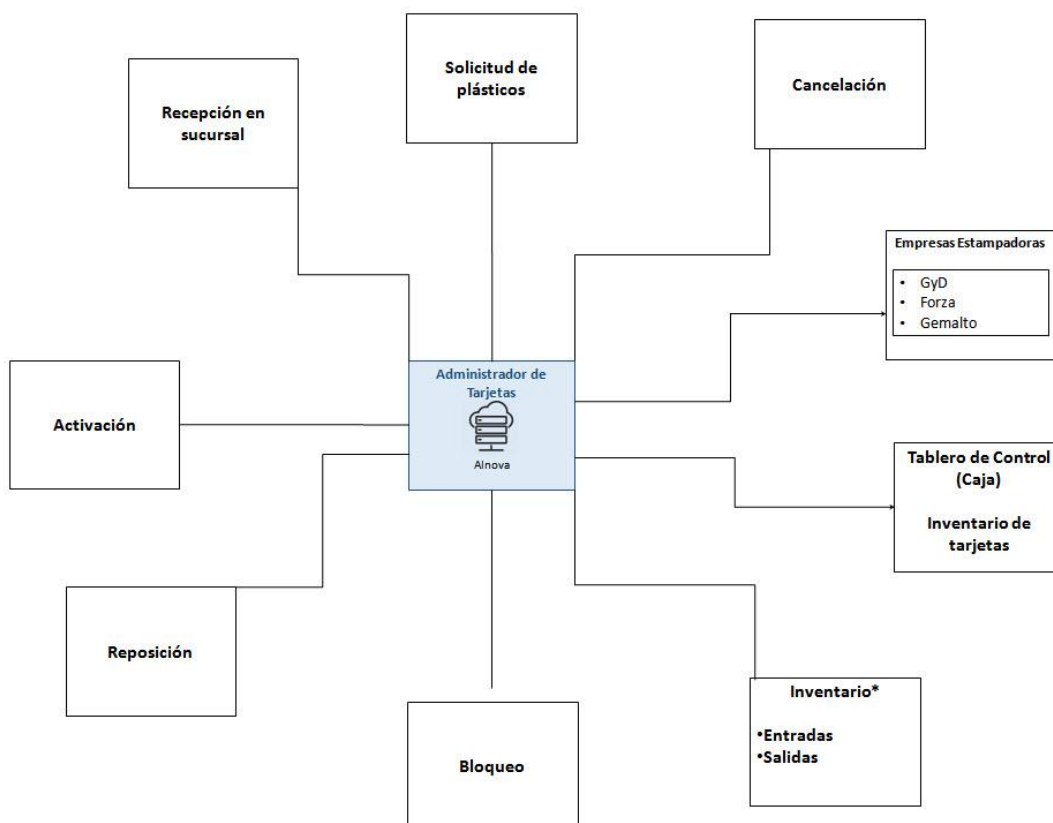 Solicitud de
plásticos
Cancelación
Recepción en
sucursal
Empresas Estampadoras
• GyD
• Forza
• Gemalto
Administrador de
Tarjetas
AInova
Activación
Tablero de Control
(Caja)
Inventario de
tarjetas
Reposición
Inventario*
•Entradas
•Salidas
Bloqueo